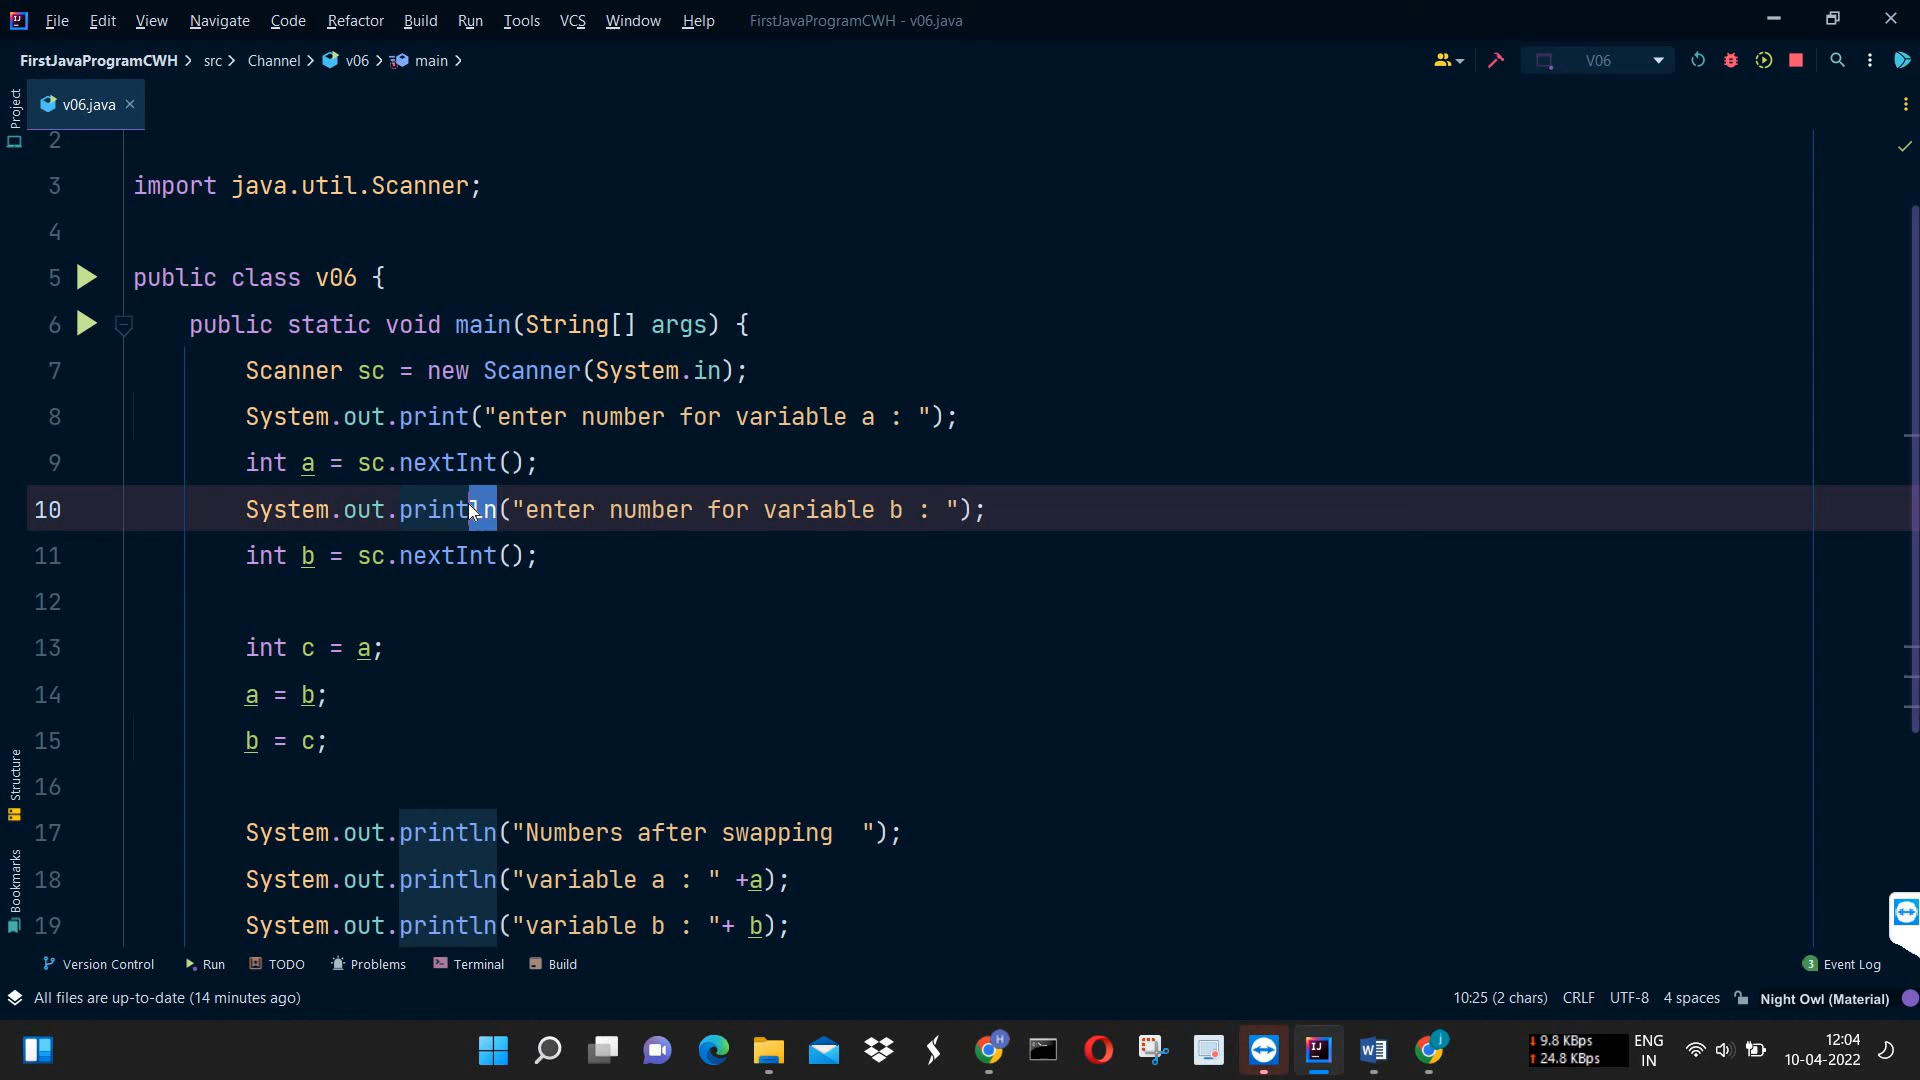 File Edit View Navigate Code Refactor Build Run Tools VCS Window Help FirstJavaProgramCWH - v06.java
FirstJavaProgramCWH src Channel v06 main V06
Project
v06.java
2
3 import java.util.Scanner;
4
5 public class v06 {
6 public static void main(String[] args) {
7 Scanner sc = new Scanner(System.in);
8 System.out.print("enter number for variable a : ");
9 int a = sc.nextInt();
10 System.out.println("enter number for variable b : ");
11 int b = sc.nextInt();
12
13 int c = a;
14 a = b;
15 b = c;
16
17 System.out.println("Numbers after swapping  ");
18 System.out.println("variable a : " +a);
19 System.out.println("variable b : "+ b);
Structure
Bookmarks
Version Control Run TODO Problems Terminal Build 3 Event Log
All files are up-to-date (14 minutes ago) 10:25 (2 chars) CRLF UTF-8 4 spaces Night Owl (Material)
9.8 KBps ENG 12:04
24.8 KBps IN 10-04-2022